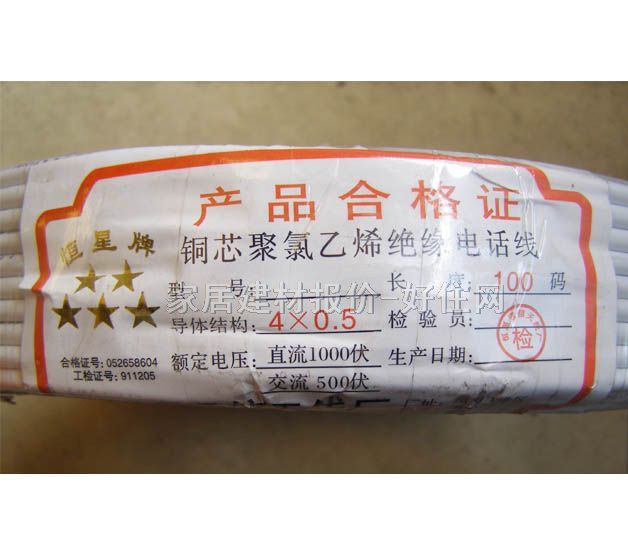 产品合格证
恒星牌
铜芯聚氯乙烯绝缘电话线
型号:
长度: 100 码
家居建材报价-好仕网
导体结构: 4×0.5
检验员:
检
额定电压: 直流1000伏
交流 500伏
生产日期:
合格证号: 052658604
工检证号: 911205